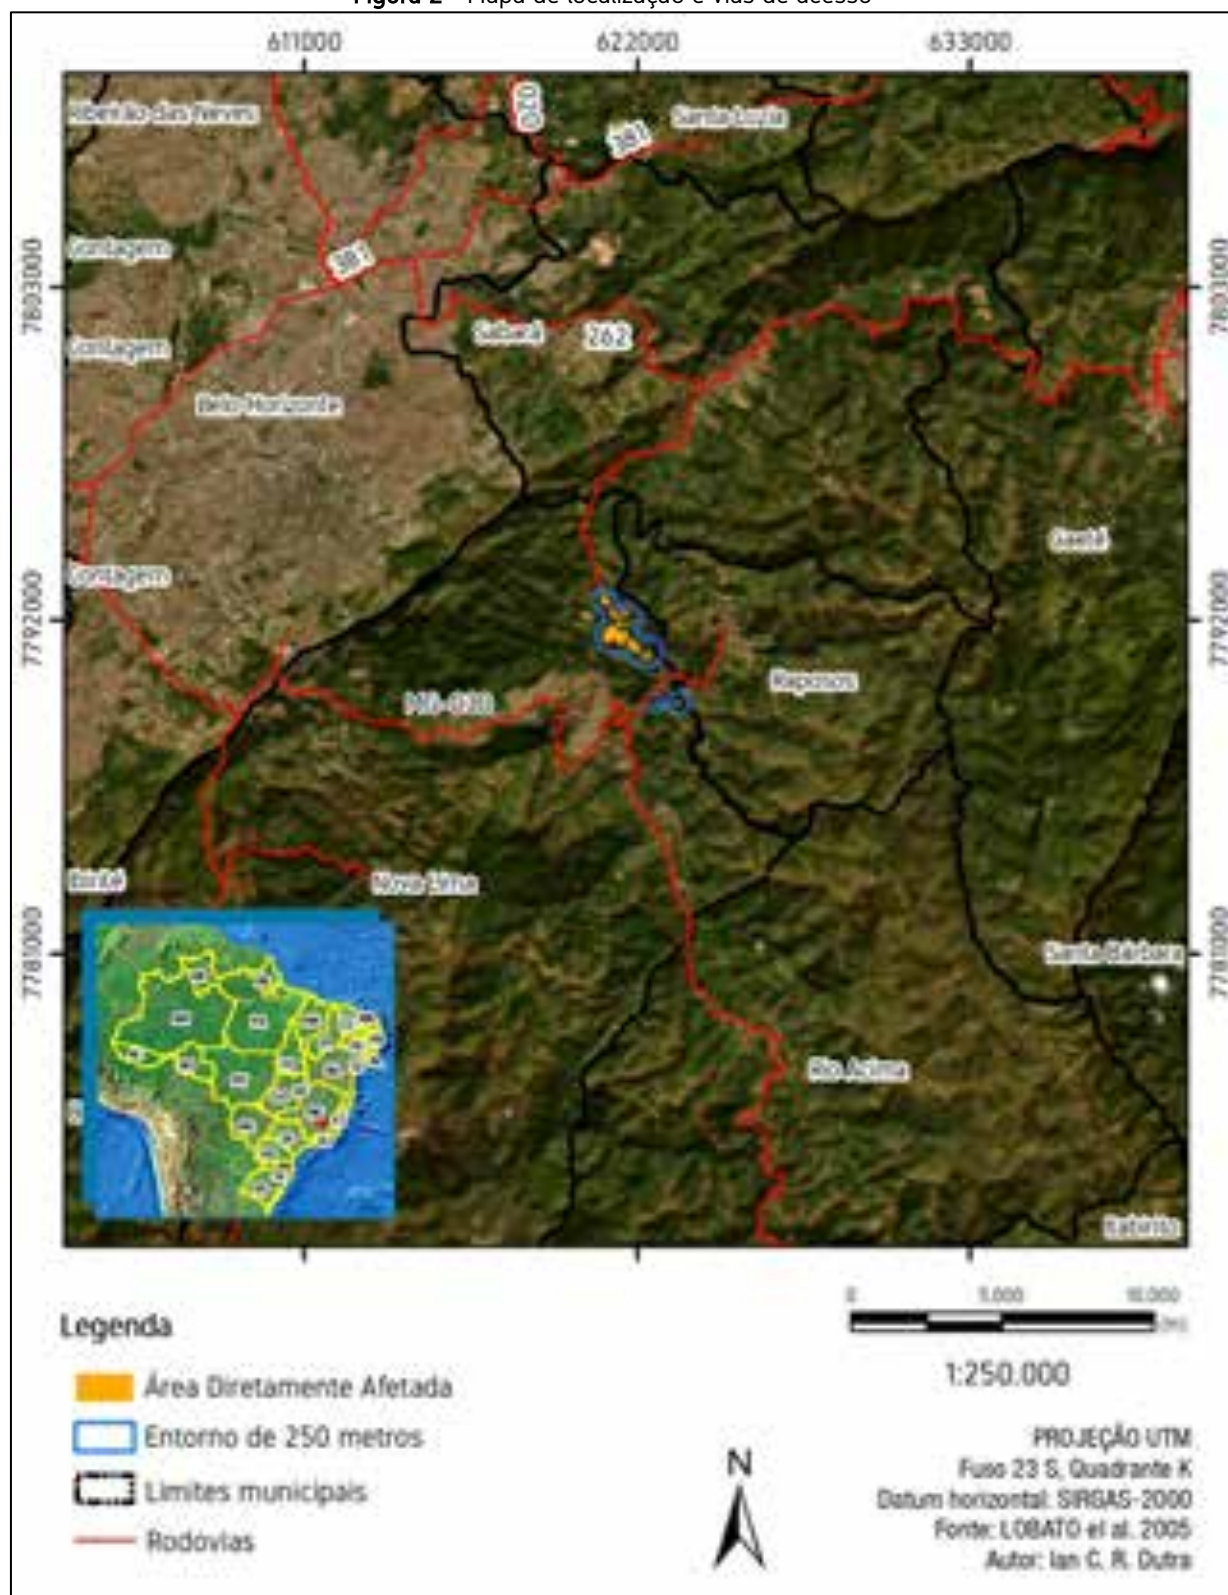 Figura 2 - Mapa de localização e vias de acesso
611000 622000 633000
Ribeirão das Neves
020
381
Santa Luzia
Contagem
381
7803000
7803000
Contagem
Sabará
262
Belo Horizonte
Caeté
Contagem
7792000
7792000
Raposos
MG-030
Ibirité
Nova Lima
7781000
7781000
Santa Bárbara
Rio Acima
Itabirito
Legenda
Área Diretamente Afetada
Entorno de 250 metros
Limites municipais
Rodovias
0 5.000 10.000
1:250.000
N
PROJEÇÃO UTM
Fuso 23 S, Quadrante K
Datum horizontal: SIRGAS-2000
Fonte: LOBATO el al. 2005
Autor: Ian C. R. Dutra